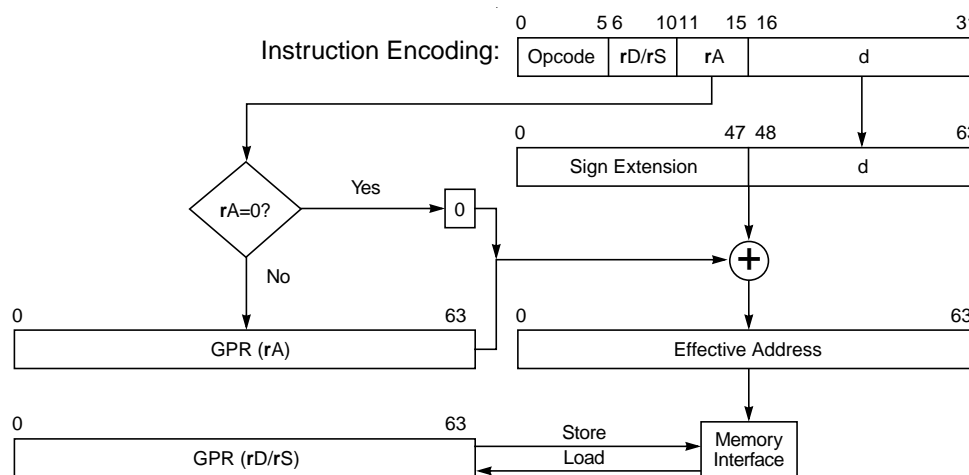 0 5 6 10 11 15 16 31
Instruction Encoding: Opcode rD/rS rA d
0 47 48 63
Sign Extension d
rA=0? Yes 0
+
No
0 63 0 63
GPR (rA) Effective Address
0 63
GPR (rD/rS) Store Load Memory Interface